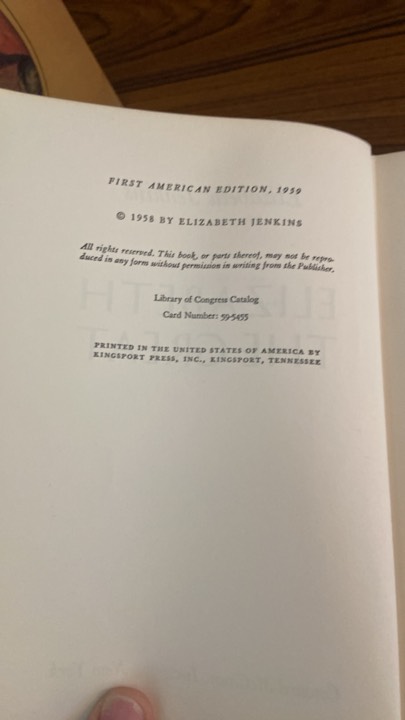 FIRST AMERICAN EDITION, 1959
© 1958 BY ELIZABETH JENKINS
All rights reserved. This book, or parts thereof, may not be repro-
duced in any form without permission in writing from the Publisher.
Library of Congress Catalog
Card Number: 59-5455
PRINTED IN THE UNITED STATES OF AMERICA BY
KINGSPORT PRESS, INC., KINGSPORT, TENNESSEE